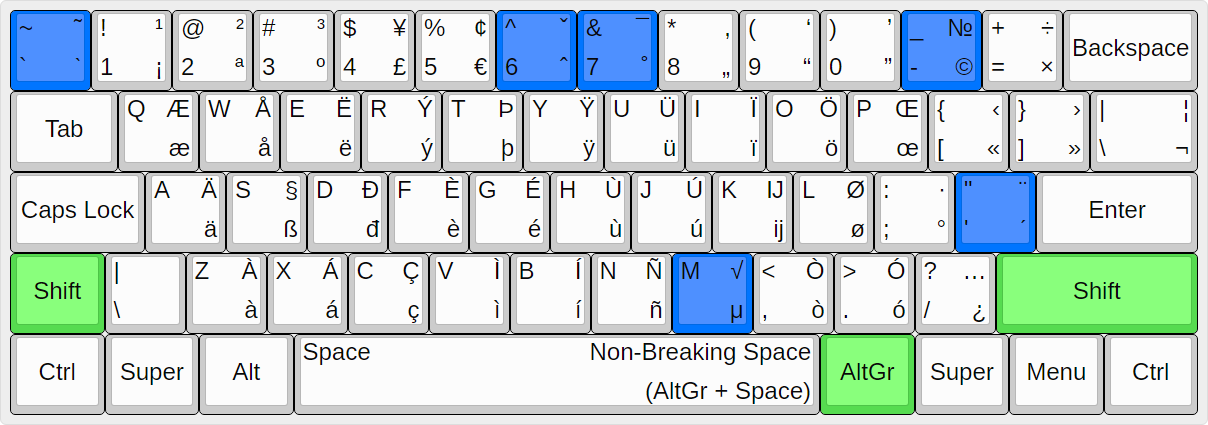 ~ ˜ ! ¹ @ ² # ³ $ ¥ % ¢ ^ ˇ & ¯ * ‚ ( ‘ ) ’ _ № + ÷ Backspace
` ` 1 ¡ 2 ª 3 º 4 £ 5 € 6 ˆ 7 ˚ 8 „ 9 “ 0 ” - © = ×
Tab Q Æ W Å E Ë R Ý T Þ Y Ÿ U Ü I Ï O Ö P Œ { ‹ } › | ¦
æ å ë ý þ ÿ ü ï ö œ [ « ] » \ ¬
Caps Lock A Ä S § D Đ F È G É H Ù J Ú K IJ L Ø : · " ¨ Enter
ä ß đ è é ù ú ij ø ; ° ' ´
Shift | Z À X Á C Ç V Ì B Í N Ñ M √ < Ò > Ó ? … Shift
\ à á ç ì í ñ µ , ò . ó / ¿
Ctrl Super Alt Space Non-Breaking Space AltGr Super Menu Ctrl
(AltGr + Space)